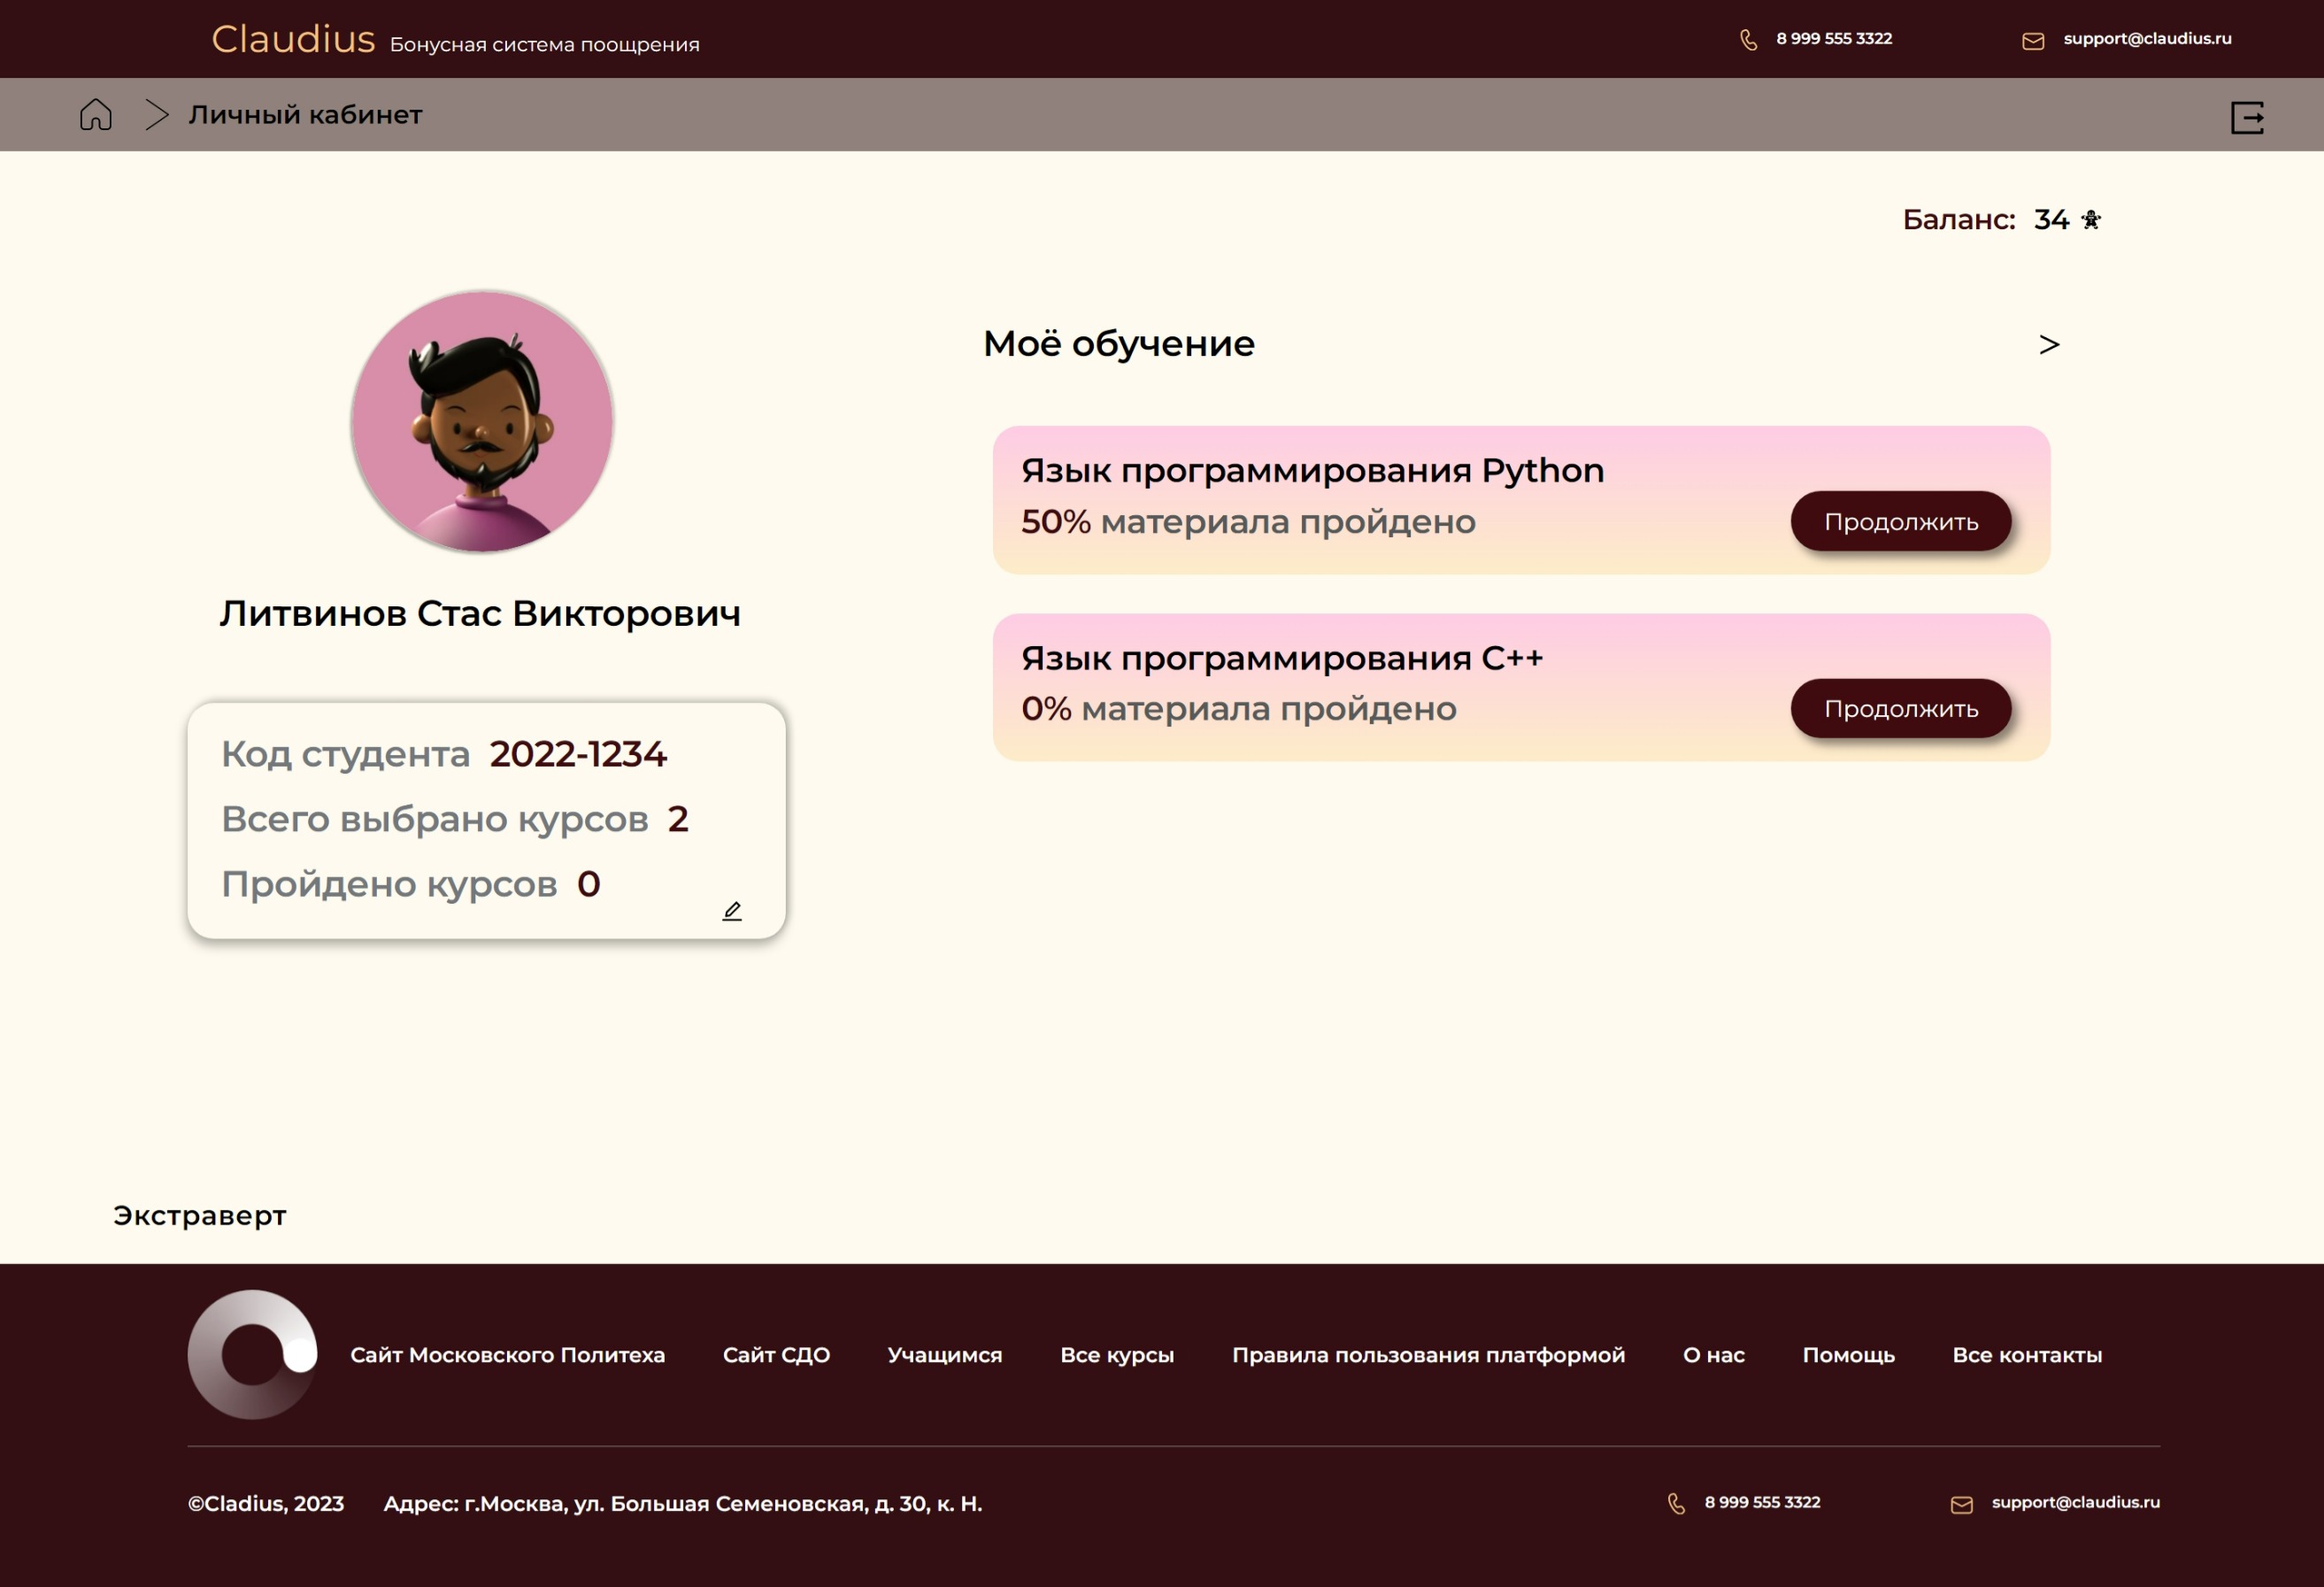 Claudius Бонусная система поощрения 8 999 555 3322 support@claudius.ru
Личный кабинет
Баланс: 34
Моё обучение >
Язык программирования Python
50% материала пройдено
Продолжить
Язык программирования C++
0% материала пройдено
Продолжить
Литвинов Стас Викторович
Код студента 2022-1234
Всего выбрано курсов 2
Пройдено курсов 0
Экстраверт
Сайт Московского Политеха Сайт СДО Учащимся Все курсы Правила пользования платформой О нас Помощь Все контакты
©Cladius, 2023 Адрес: г.Москва, ул. Большая Семеновская, д. 30, к. Н. 8 999 555 3322 support@claudius.ru